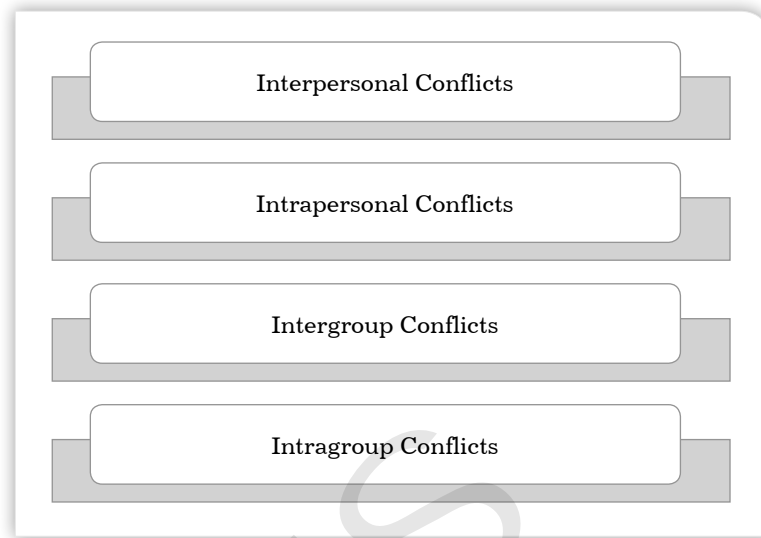 Interpersonal Conflicts
Intrapersonal Conflicts
Intergroup Conflicts
Intragroup Conflicts